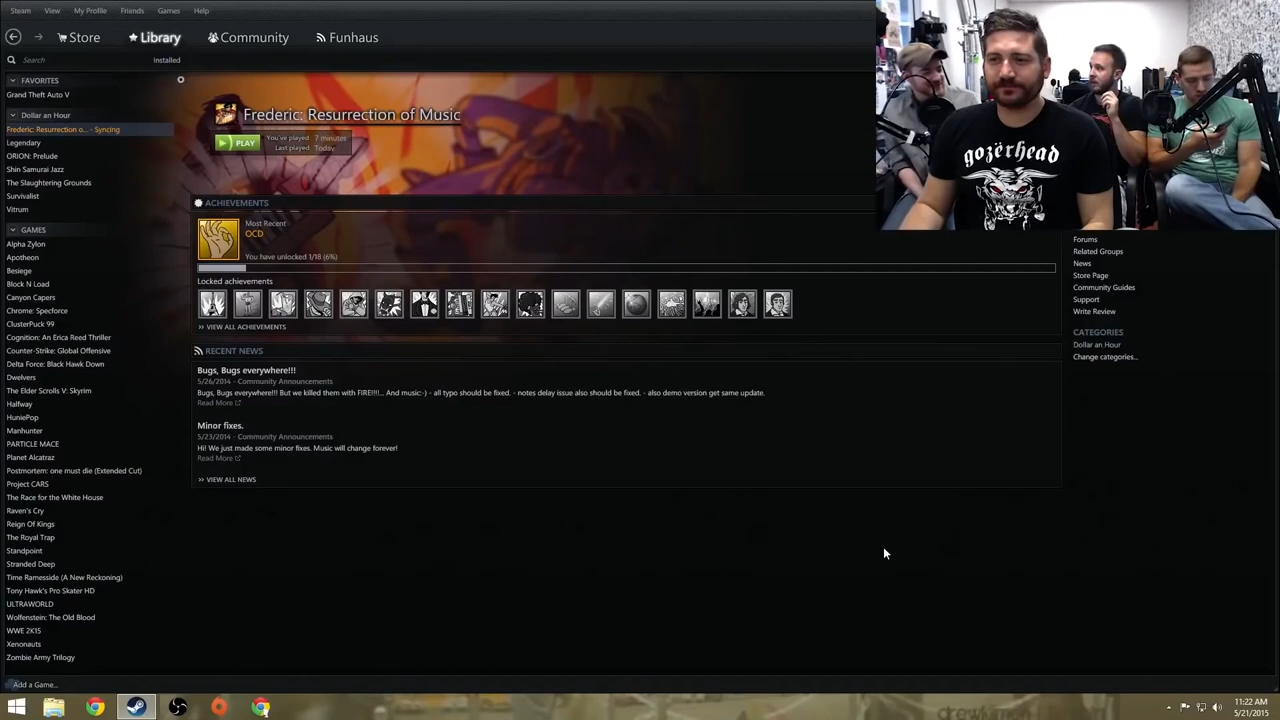 Steam View My Profile Friends Games Help
Store Library Community Funhaus
Search Installed
FAVORITES
Grand Theft Auto V
Dollar an Hour
Frederic: Resurrection o... - Syncing
Legendary
ORION: Prelude
Shin Samurai Jazz
The Slaughtering Grounds
Survivalist
Vitrum
GAMES
Alpha Zylon
Apotheon
Besiege
Block N Load
Canyon Capers
Chrome: Specforce
ClusterPuck 99
Cognition: An Erica Reed Thriller
Counter-Strike: Global Offensive
Delta Force: Black Hawk Down
Dwelvers
The Elder Scrolls V: Skyrim
Halfway
HuniePop
Manhunter
PARTICLE MACE
Planet Alcatraz
Postmortem: one must die (Extended Cut)
Project CARS
The Race for the White House
Raven's Cry
Reign Of Kings
The Royal Trap
Standpoint
Stranded Deep
Time Ramesside (A New Reckoning)
Tony Hawk's Pro Skater HD
ULTRAWORLD
Wolfenstein: The Old Blood
WWE 2K15
Xenonauts
Zombie Army Trilogy
Add a Game...
Frederic: Resurrection of Music
PLAY
You've played 7 minutes
Last played Today
ACHIEVEMENTS
Most Recent
OCD
You have unlocked 1/18 (6%)
Locked achievements
>> VIEW ALL ACHIEVEMENTS
RECENT NEWS
Bugs, Bugs everywhere!!!
5/26/2014 - Community Announcements
Bugs, Bugs everywhere!!! But we killed them with FIRE!!!... And music:-) - all typo should be fixed. - notes delay issue also should be fixed. - also demo version get same update.
Read More
Minor fixes.
5/23/2014 - Community Announcements
Hi! We just made some minor fixes. Music will change forever!
Read More
>> VIEW ALL NEWS
gozërhead
Forums
Related Groups
News
Store Page
Community Guides
Support
Write Review
CATEGORIES
Dollar an Hour
Change categories...
11:22 AM
5/21/2015